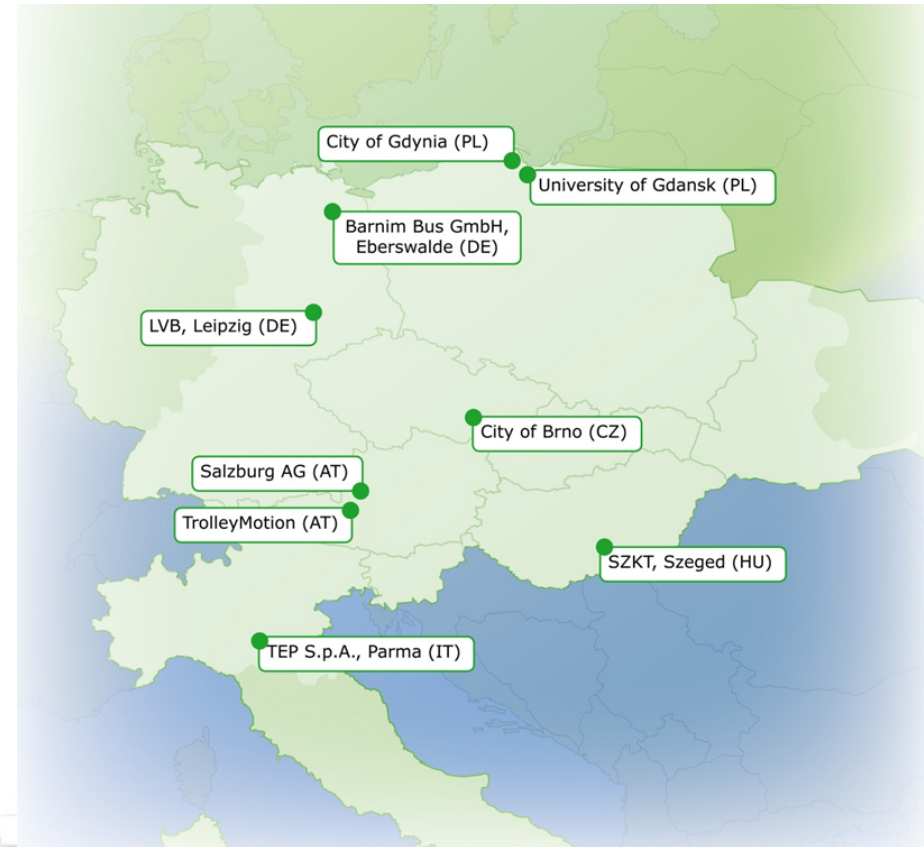 City of Gdynia (PL)
University of Gdansk (PL)
Barnim Bus GmbH,
Eberswalde (DE)
LVB, Leipzig (DE)
City of Brno (CZ)
Salzburg AG (AT)
TrolleyMotion (AT)
SZKT, Szeged (HU)
TEP S.p.A., Parma (IT)